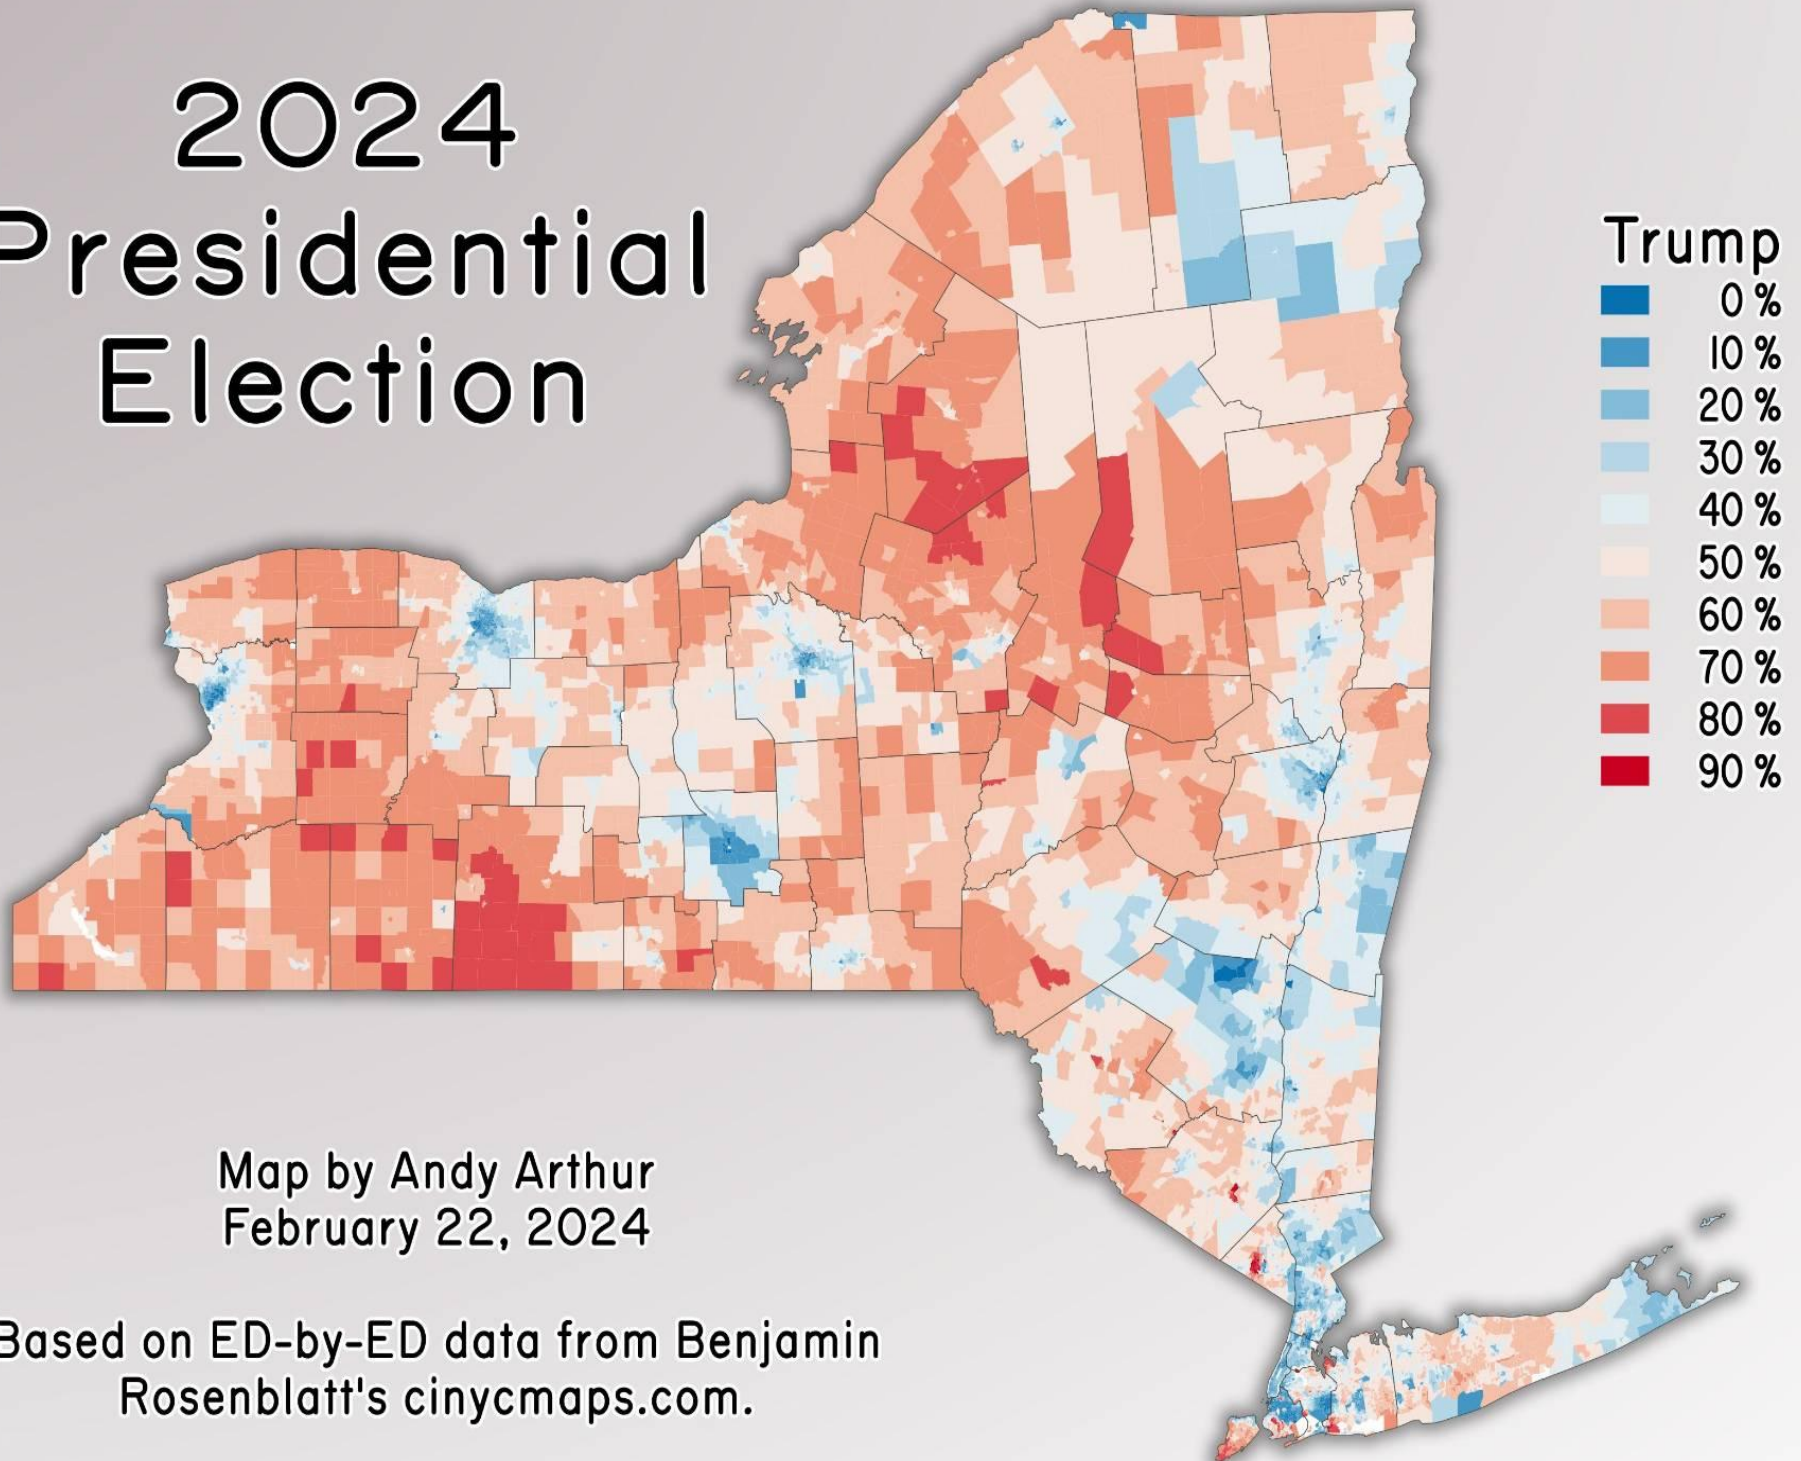 2024
Presidential
Election
Trump
0 %
10 %
20 %
30 %
40 %
50 %
60 %
70 %
80 %
90 %
Map by Andy Arthur
February 22, 2024
Based on ED-by-ED data from Benjamin
Rosenblatt's cinycmaps.com.